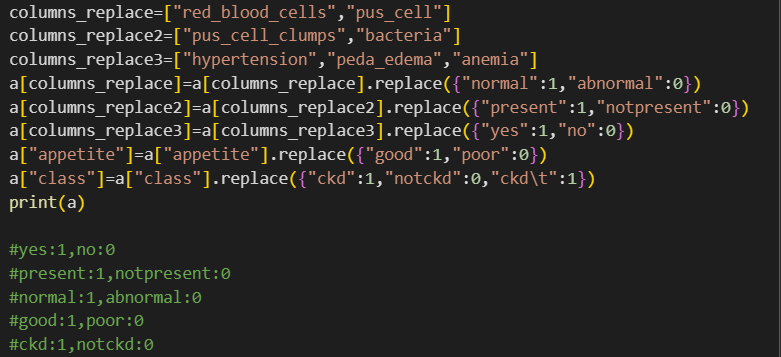 columns_replace=["red_blood_cells","pus_cell"]
columns_replace2=["pus_cell_clumps","bacteria"]
columns_replace3=["hypertension","peda_edema","anemia"]
a[columns_replace]=a[columns_replace].replace({"normal":1,"abnormal":0})
a[columns_replace2]=a[columns_replace2].replace({"present":1,"notpresent":0})
a[columns_replace3]=a[columns_replace3].replace({"yes":1,"no":0})
a["appetite"]=a["appetite"].replace({"good":1,"poor":0})
a["class"]=a["class"].replace({"ckd":1,"notckd":0,"ckd\t":1})
print(a)
#yes:1,no:0
#present:1,notpresent:0
#normal:1,abnormal:0
#good:1,poor:0
#ckd:1,notckd:0